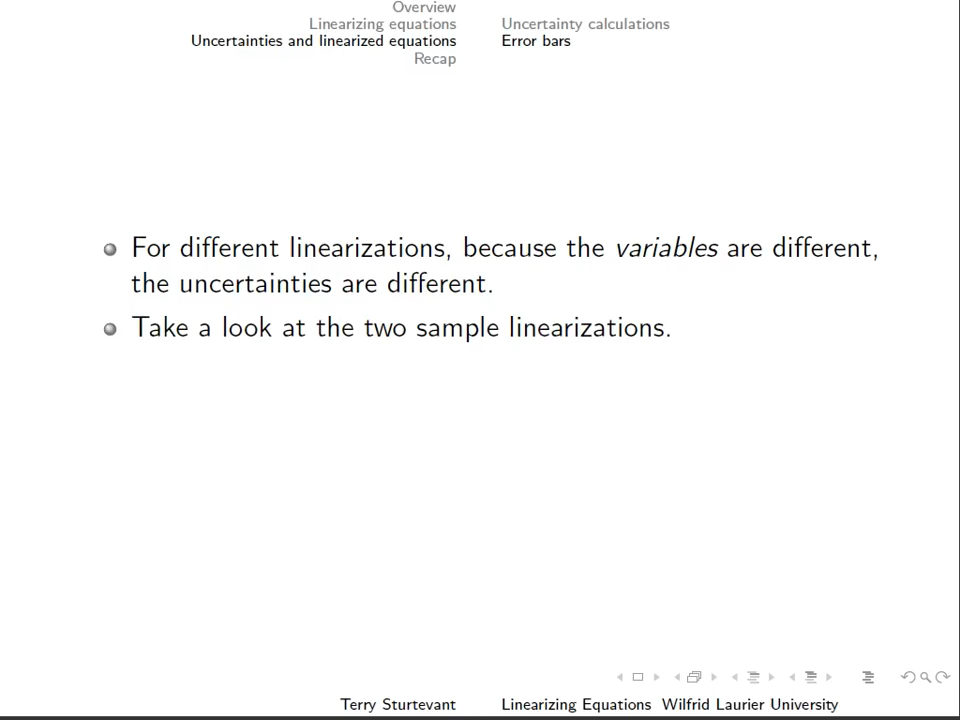 Overview
Linearizing equations
Uncertainties and linearized equations
Recap
Uncertainty calculations
Error bars
For different linearizations, because the variables are different,
the uncertainties are different.
Take a look at the two sample linearizations.
Terry Sturtevant
Linearizing Equations Wilfrid Laurier University